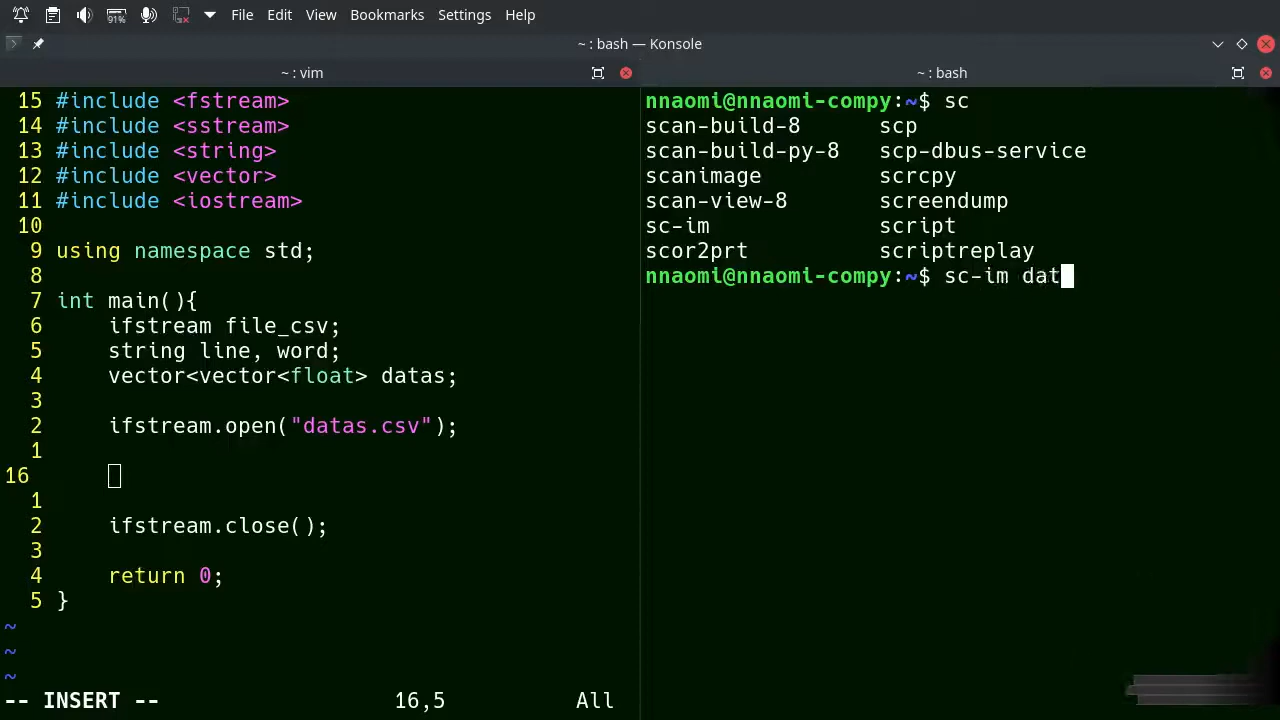 91% File Edit View Bookmarks Settings Help
~ : bash — Konsole
~ : vim
15 #include <fstream>
14 #include <sstream>
13 #include <string>
12 #include <vector>
11 #include <iostream>
10
9 using namespace std;
8
7 int main(){
6     ifstream file_csv;
5     string line, word;
4     vector<vector<float> datas;
3
2     ifstream.open("datas.csv");
1
16
1
2     ifstream.close();
3
4     return 0;
5 }
~
~
~
-- INSERT --                  16,5          All
~ : bash
nnaomi@nnaomi-compy:~$ sc
scan-build-8      scp
scan-build-py-8   scp-dbus-service
scanimage         scrcpy
scan-view-8       screendump
sc-im             script
scor2prt          scriptreplay
nnaomi@nnaomi-compy:~$ sc-im dat